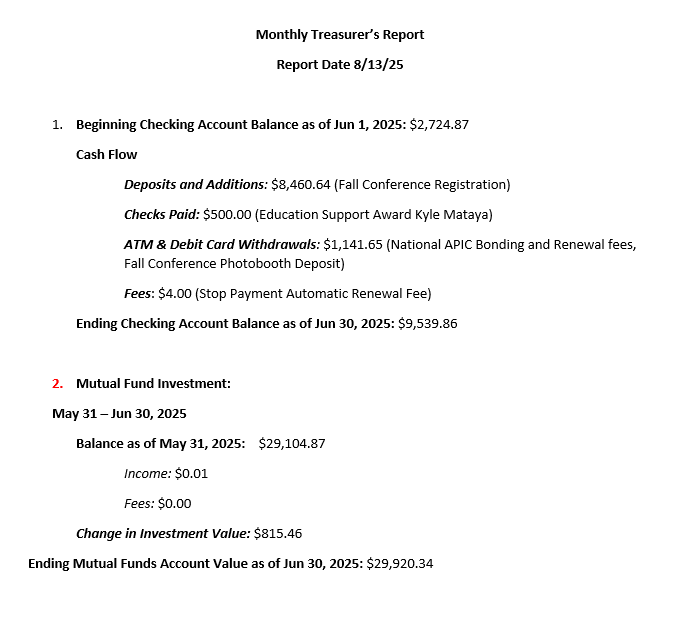 Monthly Treasurer’s Report
Report Date 8/13/25
1. Beginning Checking Account Balance as of Jun 1, 2025: $2,724.87
Cash Flow
Deposits and Additions: $8,460.64 (Fall Conference Registration)
Checks Paid: $500.00 (Education Support Award Kyle Mataya)
ATM & Debit Card Withdrawals: $1,141.65 (National APIC Bonding and Renewal fees,
Fall Conference Photobooth Deposit)
Fees: $4.00 (Stop Payment Automatic Renewal Fee)
Ending Checking Account Balance as of Jun 30, 2025: $9,539.86
2. Mutual Fund Investment:
May 31 – Jun 30, 2025
Balance as of May 31, 2025: $29,104.87
Income: $0.01
Fees: $0.00
Change in Investment Value: $815.46
Ending Mutual Funds Account Value as of Jun 30, 2025: $29,920.34